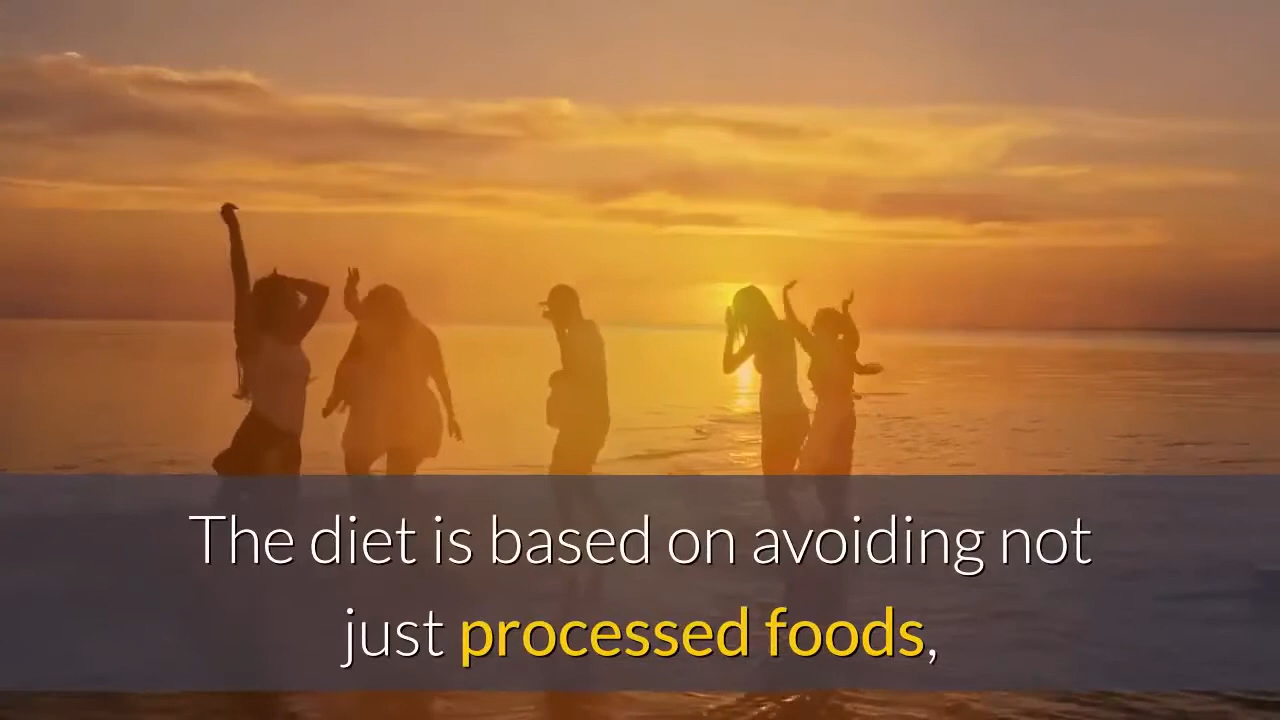 The diet is based on avoiding not
just processed foods,